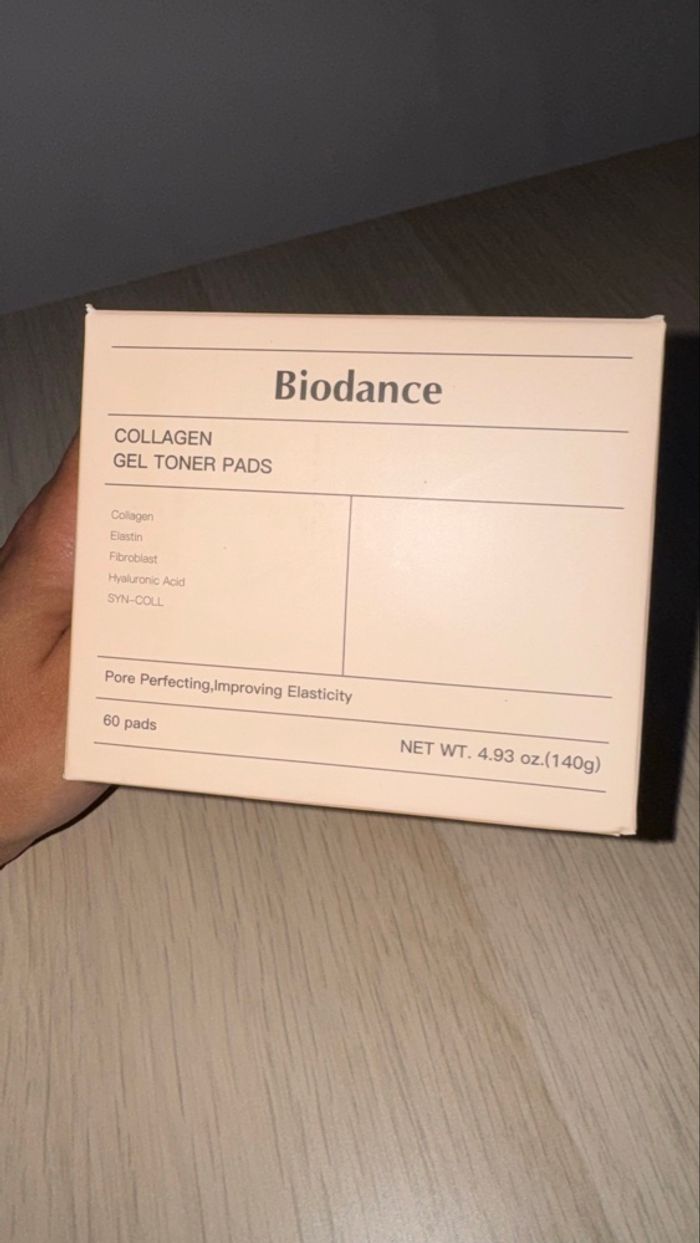 Biodance
COLLAGEN
GEL TONER PADS
Collagen
Elastin
Fibroblast
Hyaluronic Acid
SYN-COLL
Pore Perfecting,Improving Elasticity
60 pads
NET WT. 4.93 oz.(140g)